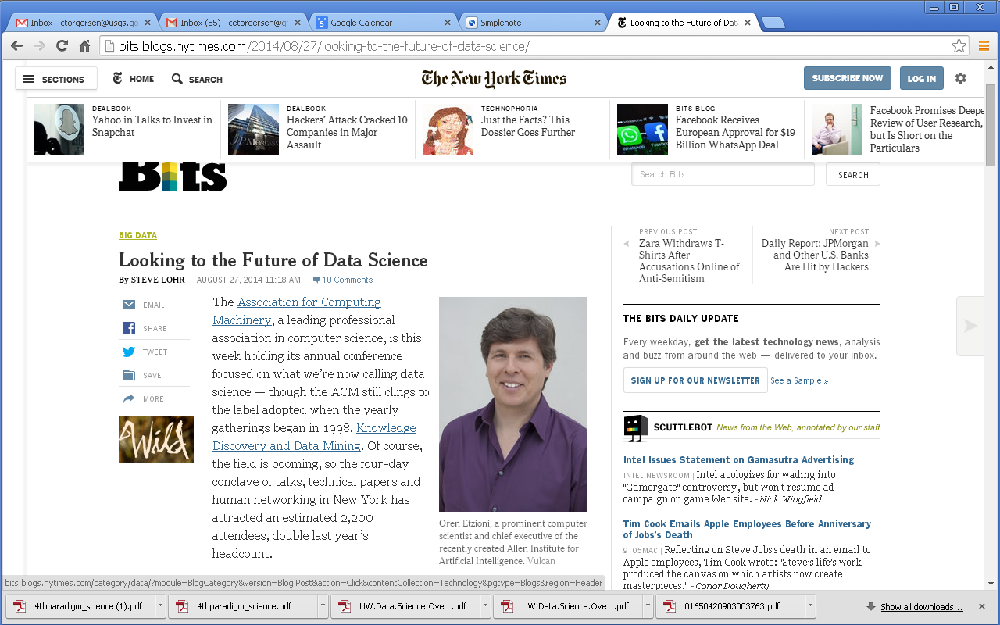 Inbox - ctorgersen@usgs.go
Inbox (55) - cetorgersen@g
Google Calendar
Simplenote
Looking to the Future of Dat
bits.blogs.nytimes.com/2014/08/27/looking-to-the-future-of-data-science/
SECTIONS
HOME
SEARCH
The New York Times
SUBSCRIBE NOW
LOG IN
DEALBOOK
Yahoo in Talks to Invest in
Snapchat
DEALBOOK
Hackers' Attack Cracked 10
Companies in Major
Assault
TECHNOPHORIA
Just the Facts? This
Dossier Goes Further
BITS BLOG
Facebook Receives
European Approval for $19
Billion WhatsApp Deal
Facebook Promises Deepe
Review of User Research,
but Is Short on the
Particulars
Bits
Search Bits
SEARCH
BIG DATA
Looking to the Future of Data Science
By STEVE LOHR AUGUST 27, 2014 11:18 AM 10 Comments
EMAIL
SHARE
TWEET
SAVE
MORE
Wild
The Association for Computing
Machinery, a leading professional
association in computer science, is this
week holding its annual conference
focused on what we're now calling data
science — though the ACM still clings to
the label adopted when the yearly
gatherings began in 1998, Knowledge
Discovery and Data Mining. Of course,
the field is booming, so the four-day
conclave of talks, technical papers and
human networking in New York has
attracted an estimated 2,200
attendees, double last year's
headcount.
Oren Etzioni, a prominent computer
scientist and chief executive of the
recently created Allen Institute for
Artificial Intelligence. Vulcan
PREVIOUS POST
Zara Withdraws T-
Shirts After
Accusations Online of
Anti-Semitism
NEXT POST
Daily Report: JPMorgan
and Other U.S. Banks
Are Hit by Hackers
THE BITS DAILY UPDATE
Every weekday, get the latest technology news, analysis
and buzz from around the web — delivered to your inbox.
SIGN UP FOR OUR NEWSLETTER See a Sample »
SCUTTLEBOT News from the Web, annotated by our staff
Intel Issues Statement on Gamasutra Advertising
INTEL NEWSROOM | Intel apologizes for wading into
"Gamergate" controversy, but won't resume ad
campaign on game Web site. - Nick Wingfield
Tim Cook Emails Apple Employees Before Anniversary
of Jobs's Death
9TO5MAC | Reflecting on Steve Jobs's death in an email to
Apple employees, Tim Cook wrote: "Steve's life's work
produced the canvas on which artists now create
masterpieces." - Conor Dougherty
bits.blogs.nytimes.com/category/data/?module=BlogCategory&version=Blog Post&action=Click&contentCollection=Technology&pgtype=Blogs&region=Header
4thparadigm_science (1).pdf
4thparadigm_science.pdf
UW.Data.Science.Ove....pdf
UW.Data.Science.Ove....pdf
01650420903003763.pdf
Show all downloads...